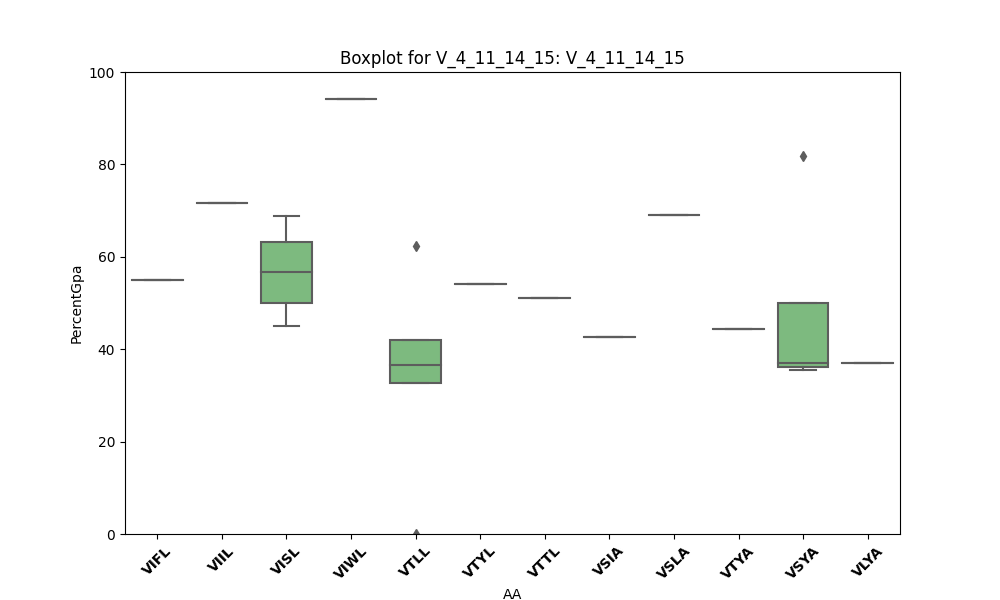 Boxplot for V_4_11_14_15: V_4_11_14_15
100
80
60
40
20
0
PercentGpa
VIFL
VIIL
VISL
VIWL
VTLL
VTYL
VTTL
VSIA
VSLA
VTYA
VSYA
VLYA
AA